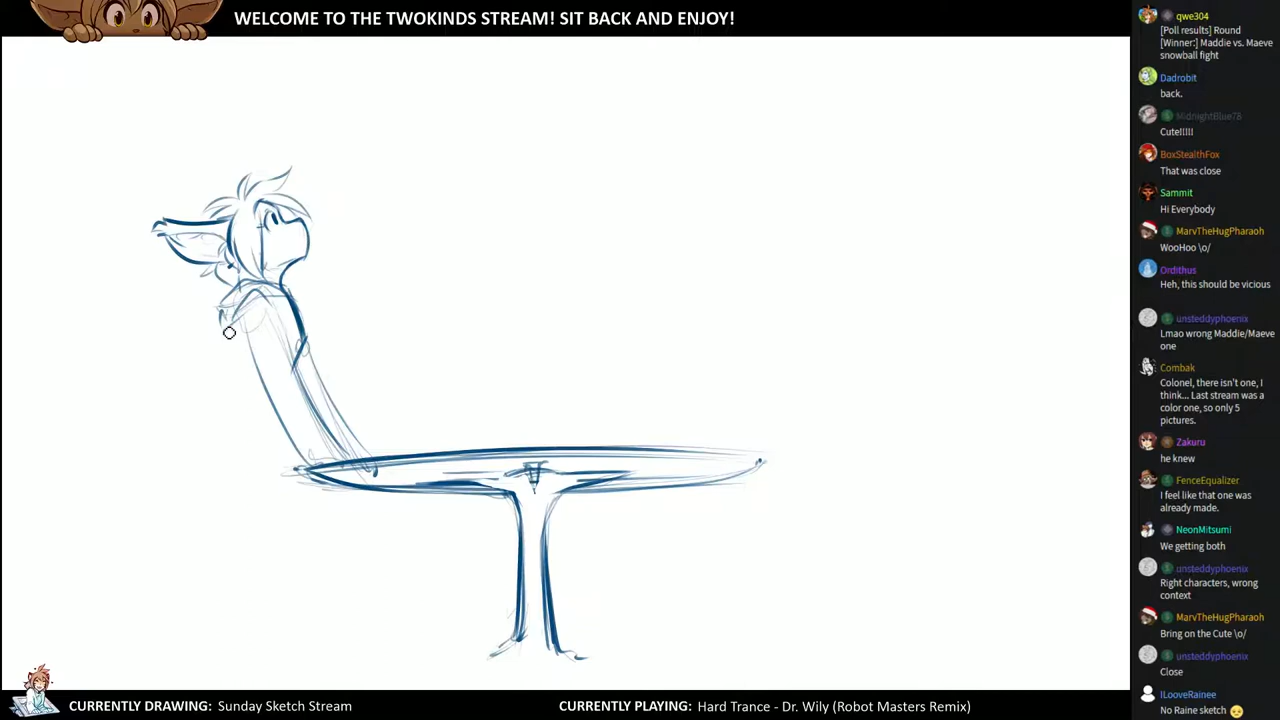 WELCOME TO THE TWOKINDS STREAM! SIT BACK AND ENJOY!
qwe304
[Poll results] Round
[Winner:] Maddie vs. Maeve
snowball fight
Dadrobit
back.
MidnightBlue78
Cute!!!!!
BoxStealthFox
That was close
Sammit
Hi Everybody
MarvTheHugPharaoh
WooHoo \o/
Ordithus
Heh, this should be vicious
unsteddyphoenix
Lmao wrong Maddie/Maeve
one
Combak
Colonel, there isn't one, I
think... Last stream was a
color one, so only 5
pictures.
Zakuru
he knew
FenceEqualizer
I feel like that one was
already made.
NeonMitsumi
We getting both
unsteddyphoenix
Right characters, wrong
context
MarvTheHugPharaoh
Bring on the Cute \o/
unsteddyphoenix
Close
ILooveRainee
No Raine sketch 😔
CURRENTLY DRAWING: Sunday Sketch Stream
CURRENTLY PLAYING: Hard Trance - Dr. Wily (Robot Masters Remix)